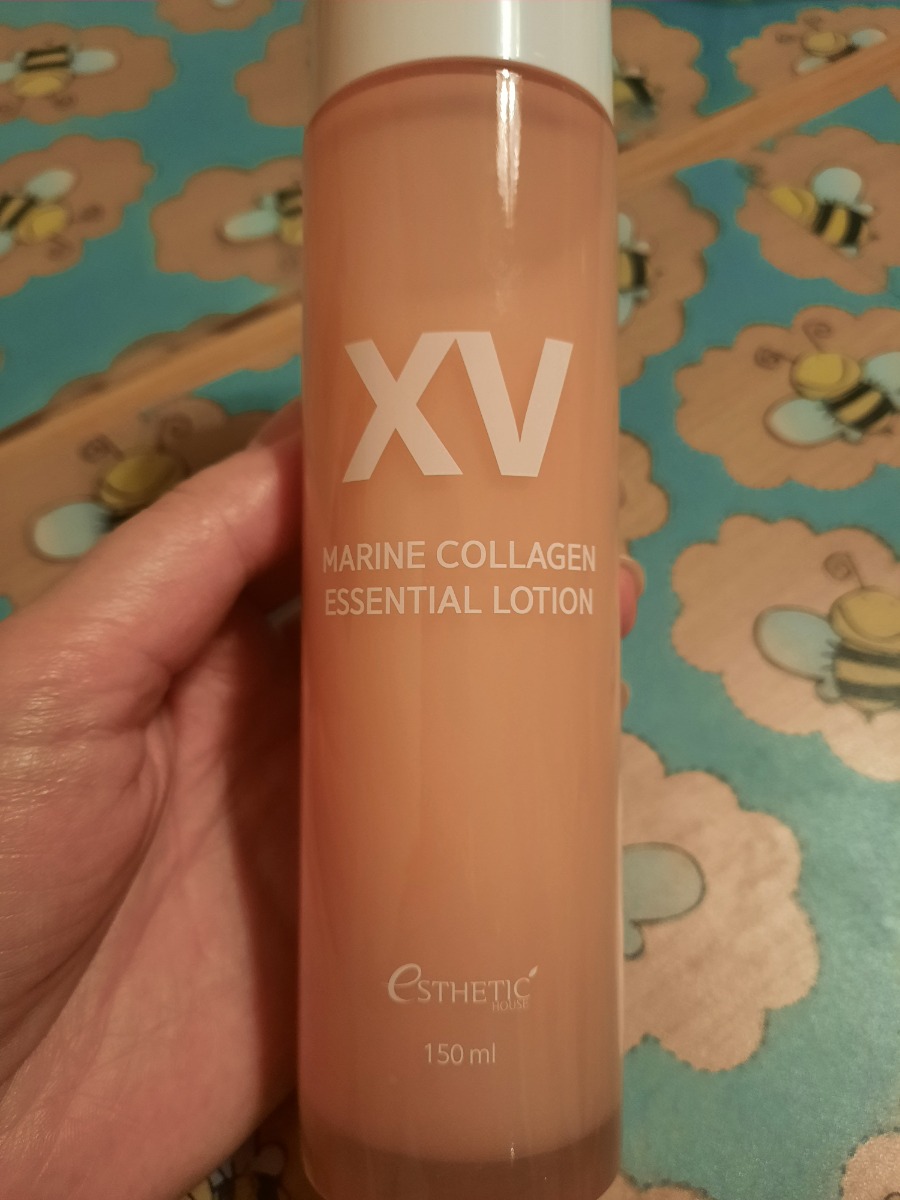 XV
MARINE COLLAGEN
ESSENTIAL LOTION
eSTHETIC
HOUSE
150 ml